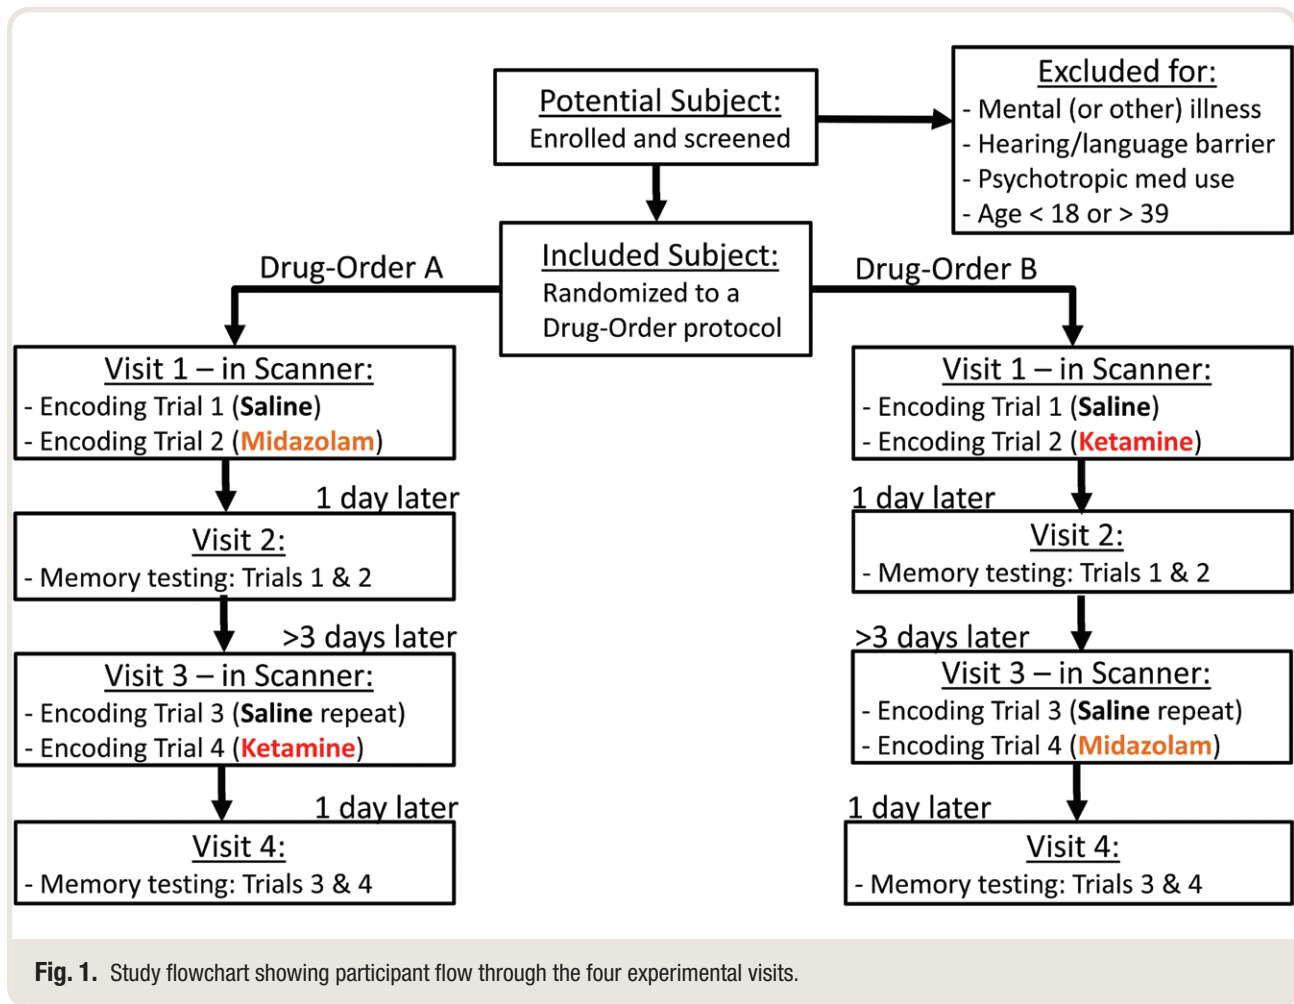 Potential Subject:
Enrolled and screened
Excluded for:
- Mental (or other) illness
- Hearing/language barrier
- Psychotropic med use
- Age < 18 or > 39
Included Subject:
Randomized to a
Drug-Order protocol
Drug-Order A
Visit 1 – in Scanner:
- Encoding Trial 1 (Saline)
- Encoding Trial 2 (Midazolam)
1 day later
Visit 2:
- Memory testing: Trials 1 & 2
>3 days later
Visit 3 – in Scanner:
- Encoding Trial 3 (Saline repeat)
- Encoding Trial 4 (Ketamine)
1 day later
Visit 4:
- Memory testing: Trials 3 & 4
Drug-Order B
Visit 1 – in Scanner:
- Encoding Trial 1 (Saline)
- Encoding Trial 2 (Ketamine)
1 day later
Visit 2:
- Memory testing: Trials 1 & 2
>3 days later
Visit 3 – in Scanner:
- Encoding Trial 3 (Saline repeat)
- Encoding Trial 4 (Midazolam)
1 day later
Visit 4:
- Memory testing: Trials 3 & 4
Fig. 1. Study flowchart showing participant flow through the four experimental visits.